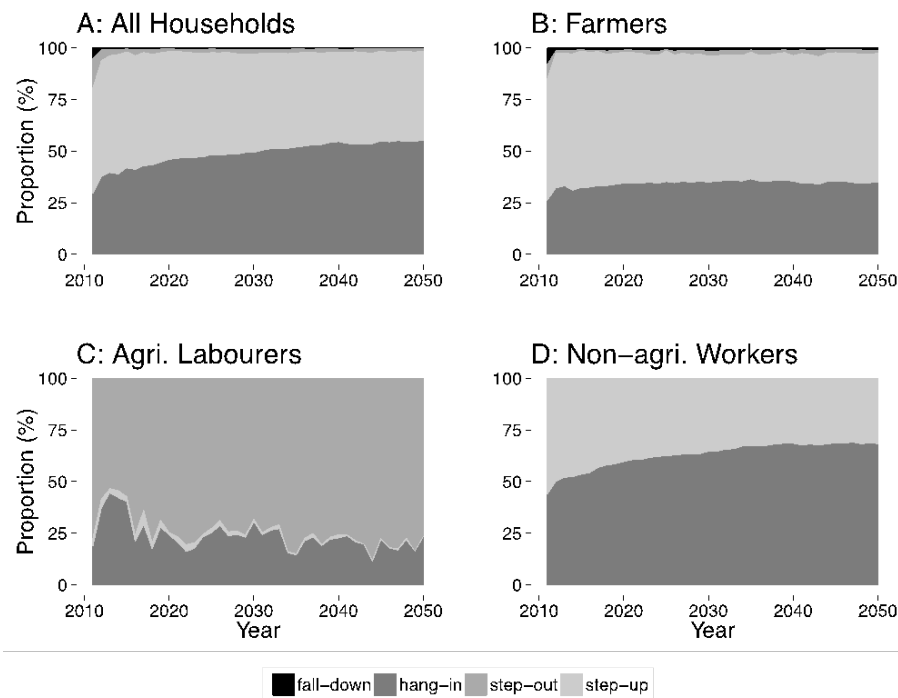 A: All Households
B: Farmers
Proportion (%)
100
75
50
25
0
2010 2020 2030 2040 2050
100
75
50
25
0
2010 2020 2030 2040 2050
C: Agri. Labourers
D: Non-agri. Workers
Proportion (%)
100
75
50
25
0
2010 2020 2030 2040 2050
Year
100
75
50
25
0
2010 2020 2030 2040 2050
Year
fall-down hang-in step-out step-up